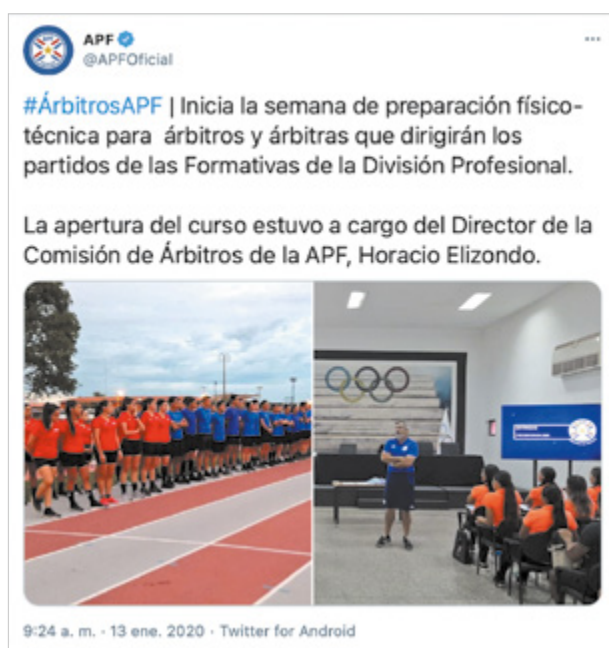 APF
@APFOficial
#ÁrbitrosAPF | Inicia la semana de preparación físico-
técnica para árbitros y árbitras que dirigirán los
partidos de las Formativas de la División Profesional.
La apertura del curso estuvo a cargo del Director de la
Comisión de Árbitros de la APF, Horacio Elizondo.
9:24 a. m. · 13 ene. 2020 · Twitter for Android